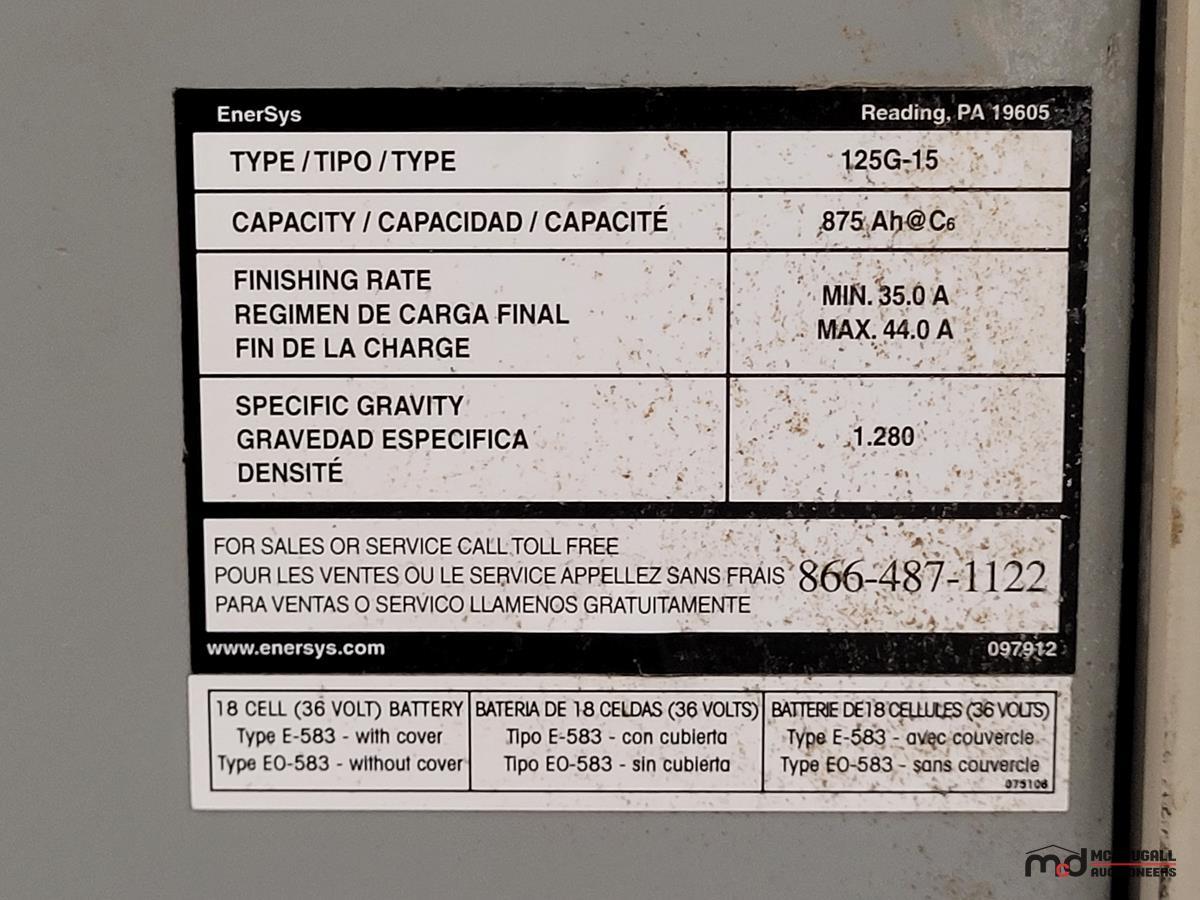 EnerSys Reading, PA 19605
TYPE / TIPO / TYPE 125G-15
CAPACITY / CAPACIDAD / CAPACITÉ 875 Ah@C6
FINISHING RATE
REGIMEN DE CARGA FINAL
FIN DE LA CHARGE
MIN. 35.0 A
MAX. 44.0 A
SPECIFIC GRAVITY
GRAVEDAD ESPECIFICA
DENSITÉ
1.280
FOR SALES OR SERVICE CALL TOLL FREE
POUR LES VENTES OU LE SERVICE APPELLEZ SANS FRAIS
PARA VENTAS O SERVICO LLAMENOS GRATUITAMENTE
866-487-1122
www.enersys.com 097912
18 CELL (36 VOLT) BATTERY
Type E-583 - with cover
Type EO-583 - without cover
BATERIA DE 18 CELDAS (36 VOLTS)
Tipo E-583 - con cubierta
Tipo EO-583 - sin cubierta
BATTERIE DE 18 CELLULES (36 VOLTS)
Type E-583 - avec couvercle
Type EO-583 - sans couvercle
075106
mcd
MCDOUGALL
AUCTIONEERS